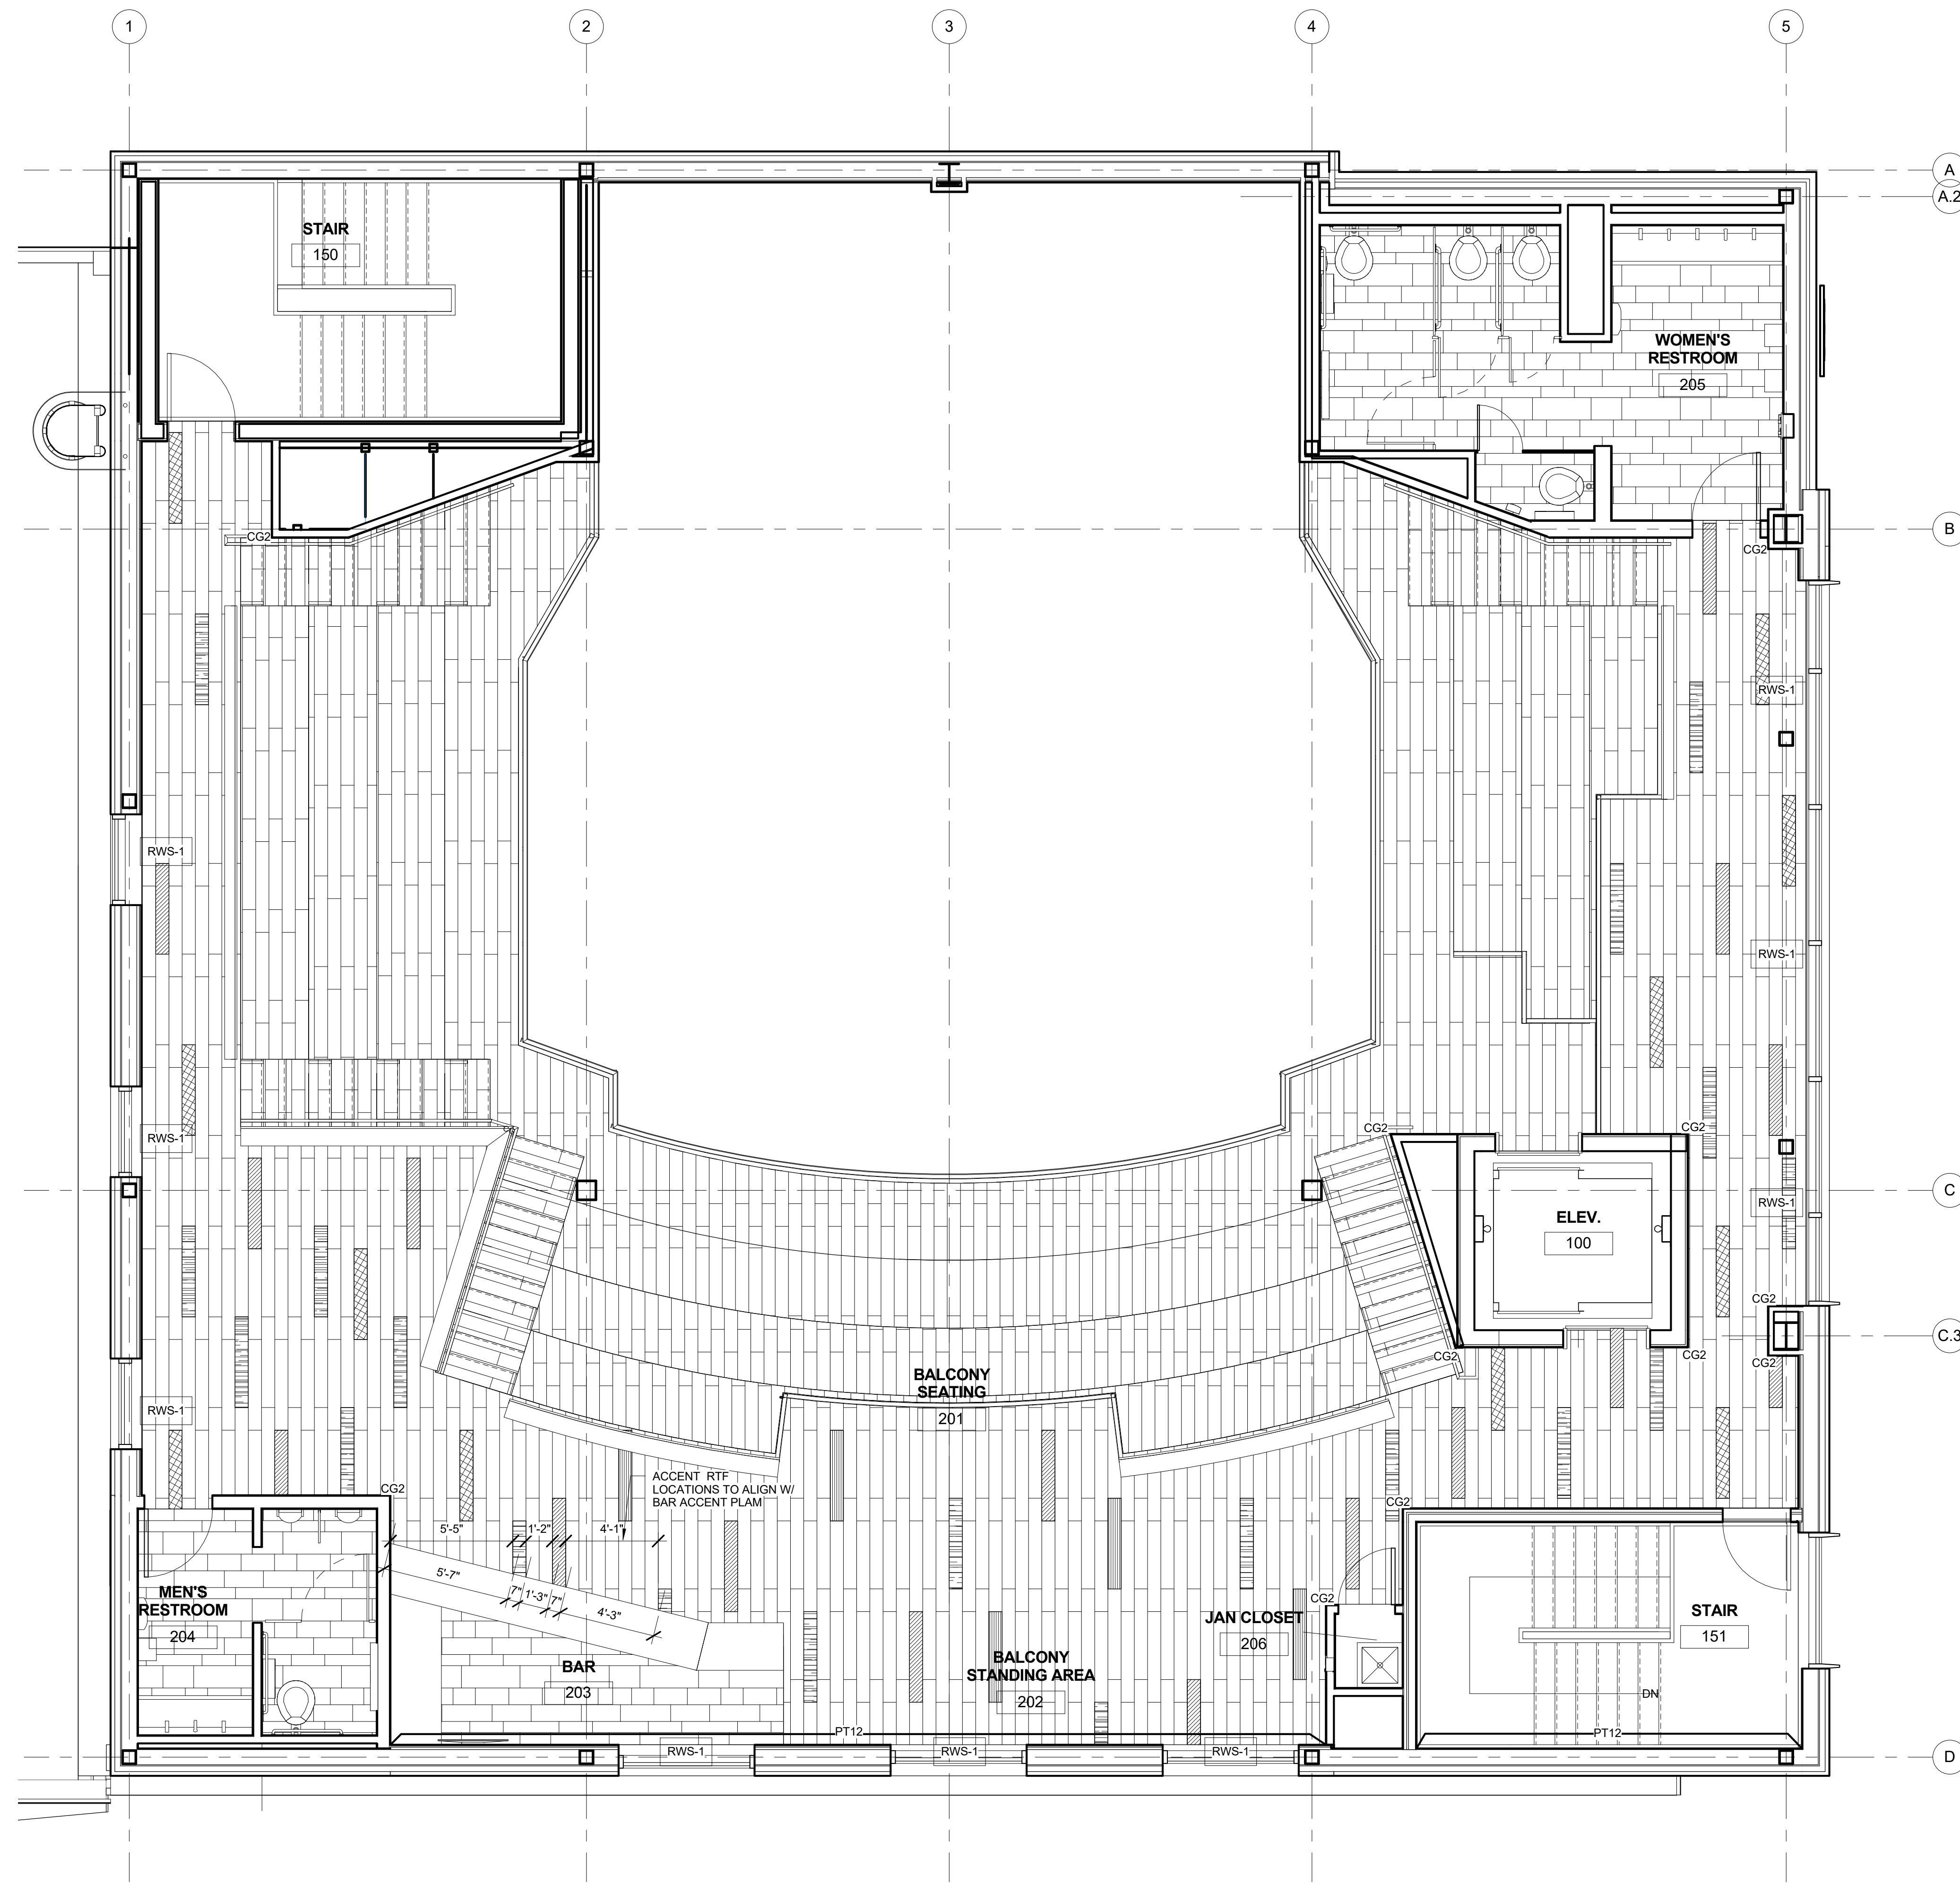 1
2
3
4
5
A
A.2
STAIR
150
WOMEN'S
RESTROOM
205
B
CG2
CG2
RWS-1
RWS-1
RWS-1
RWS-1
CG2
CG2
C
RWS-1
ELEV.
100
CG2
C.3
CG2
CG2
CG2
BALCONY
SEATING
201
RWS-1
ACCENT RTF
LOCATIONS TO ALIGN W/
BAR ACCENT PLAM
CG2
CG2
5'-5"
1'-2"
4'-1"
5'-7"
7"
1'-3"
7"
4'-3"
MEN'S
RESTROOM
204
CG2
JAN CLOSET
206
STAIR
151
BAR
203
BALCONY
STANDING AREA
202
DN
PT12
PT12
RWS-1
RWS-1
RWS-1
D